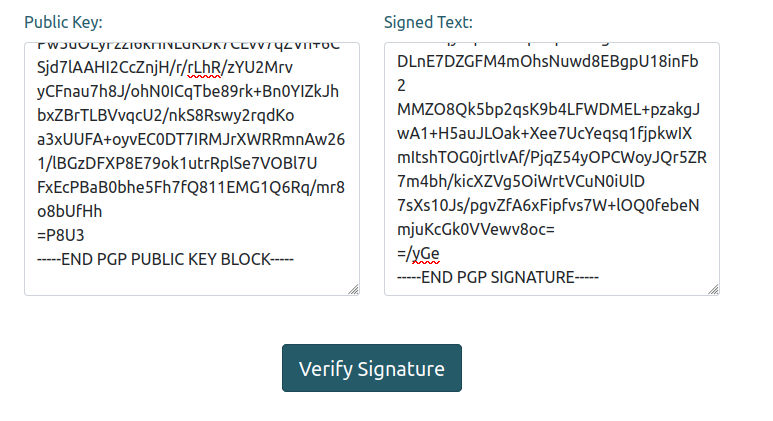 Public Key:
Sjd7lAAHI2CcZnjH/r/rLhR/zYU2Mrv
yCFnau7h8J/ohN0ICqTbe89rk+Bn0YIZkJh
bxZBrTLBVvqcU2/nkS8Rswy2rqdKo
a3xUUFA+oyvEC0DT7IRMJrXWRRmnAw26
1/lBGzDFXP8E79ok1utrRplSe7VOBl7U
FxEcPBaB0bhe5Fh7fQ811EMG1Q6Rq/mr8
o8bUfHh
=P8U3
-----END PGP PUBLIC KEY BLOCK-----
Signed Text:
DLnE7DZGFM4mOhsNuwd8EBgpU18inFb
2
MMZO8Qk5bp2qsK9b4LFWDMEL+pzakgJ
wA1+H5auJLOak+Xee7UcYeqsq1fjpkwIX
mItshTOG0jrtlvAf/PjqZ54yOPCWoyJQr5ZR
7m4bh/kicXZVg5OiWrtVCuN0iUlD
7sXs10Js/pgvZfA6xFipfvs7W+lOQ0febeN
mjuKcGk0VVewv8oc=
=/yGe
-----END PGP SIGNATURE-----
Verify Signature